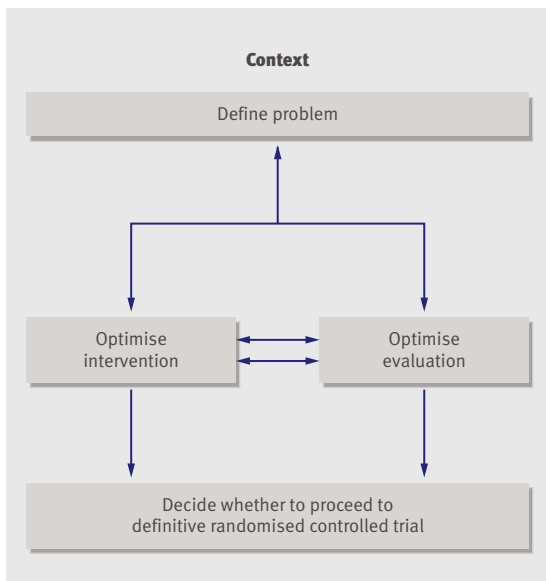 Context
Define problem
Optimise
intervention
Optimise
evaluation
Decide whether to proceed to
definitive randomised controlled trial